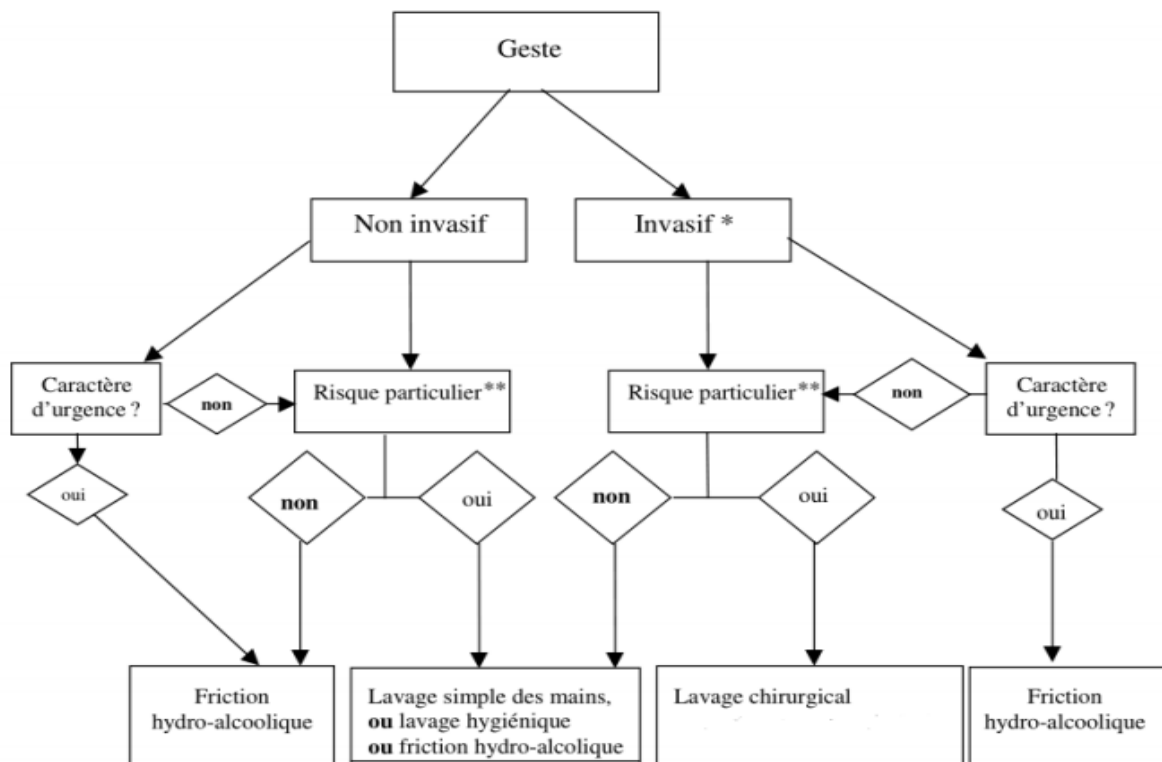 Geste
Non invasif
Invasif *
Caractère
d'urgence ?
non
Risque particulier**
Risque particulier**
non
Caractère
d'urgence ?
oui
non
oui
non
oui
oui
Friction
hydro-alcoolique
Lavage simple des mains,
ou lavage hygiénique
ou friction hydro-alcolique
Lavage chirurgical
Friction
hydro-alcoolique